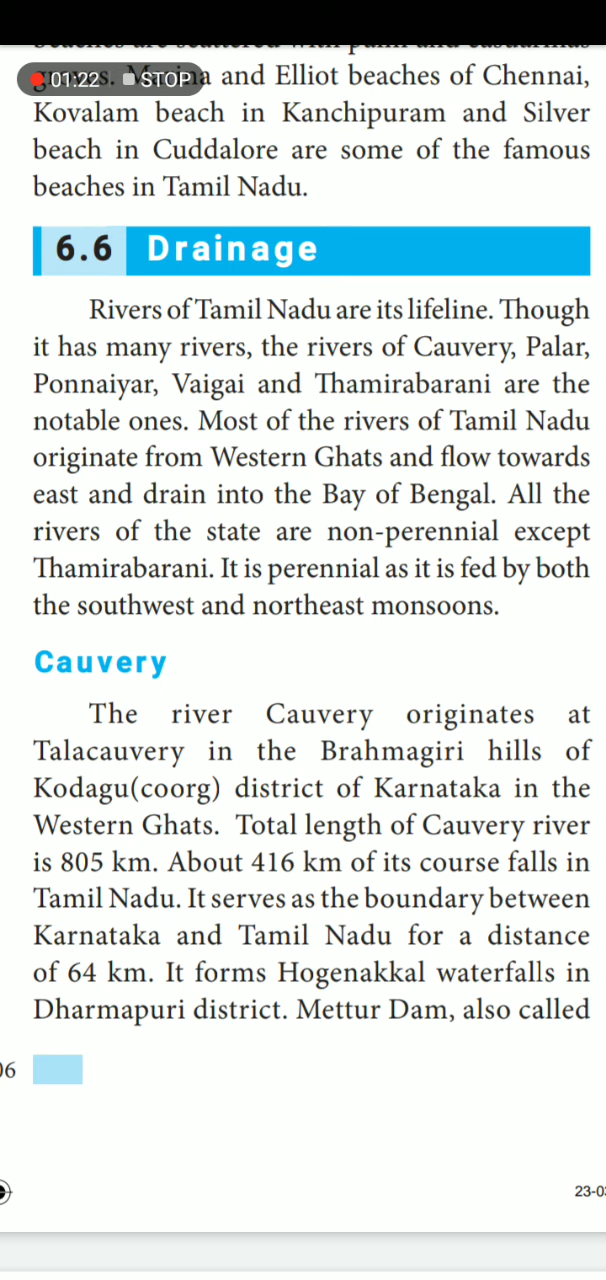 01:22 STOP
and Elliot beaches of Chennai,
Kovalam beach in Kanchipuram and Silver
beach in Cuddalore are some of the famous
beaches in Tamil Nadu.
6.6 Drainage
Rivers of Tamil Nadu are its lifeline. Though
it has many rivers, the rivers of Cauvery, Palar,
Ponnaiyar, Vaigai and Thamirabarani are the
notable ones. Most of the rivers of Tamil Nadu
originate from Western Ghats and flow towards
east and drain into the Bay of Bengal. All the
rivers of the state are non-perennial except
Thamirabarani. It is perennial as it is fed by both
the southwest and northeast monsoons.
Cauvery
The river Cauvery originates at
Talacauvery in the Brahmagiri hills of
Kodagu(coorg) district of Karnataka in the
Western Ghats. Total length of Cauvery river
is 805 km. About 416 km of its course falls in
Tamil Nadu. It serves as the boundary between
Karnataka and Tamil Nadu for a distance
of 64 km. It forms Hogenakkal waterfalls in
Dharmapuri district. Mettur Dam, also called
06
23-03